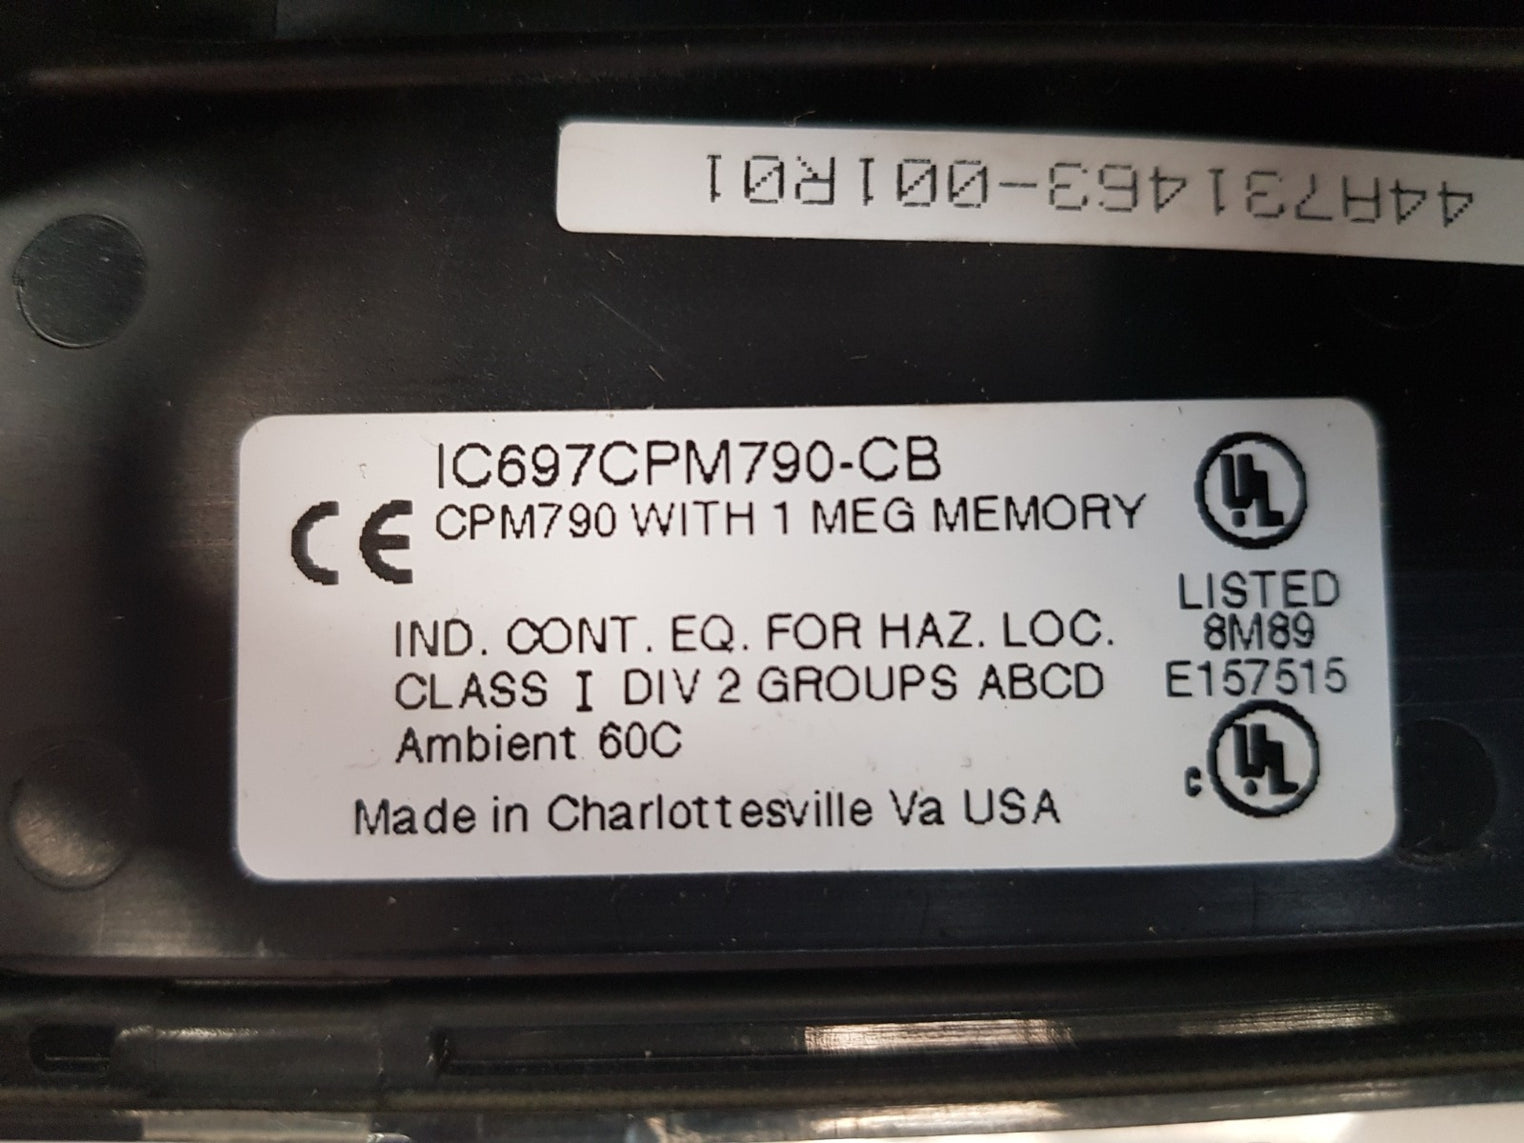 44A731463-001R01
IC697CPM790-CB
CE CPM790 WITH 1 MEG MEMORY
UL
IND. CONT. EQ. FOR HAZ. LOC.
CLASS I DIV 2 GROUPS ABCD
Ambient 60C
Made in Charlottesville Va USA
LISTED
8M89
E157515
c UL